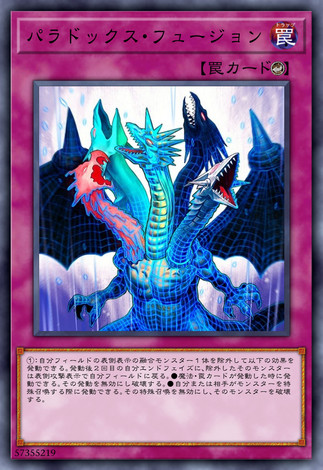 パラドックス・フュージョン
罠
トラップ
【罠カード】
①：自分フィールドの表側表示の融合モンスター１体を除外して以下の効果を
発動できる。発動後２回目の自分エンドフェイズに、除外したそのモンスター
は表側攻撃表示で自分フィールドに戻る。●魔法・罠カードが発動した時に発
動できる。その発動を無効にし破壊する。●自分または相手がモンスターを特殊
召喚する際に発動できる。その特殊召喚を無効にし、そのモンスターを破壊
する。
57355219